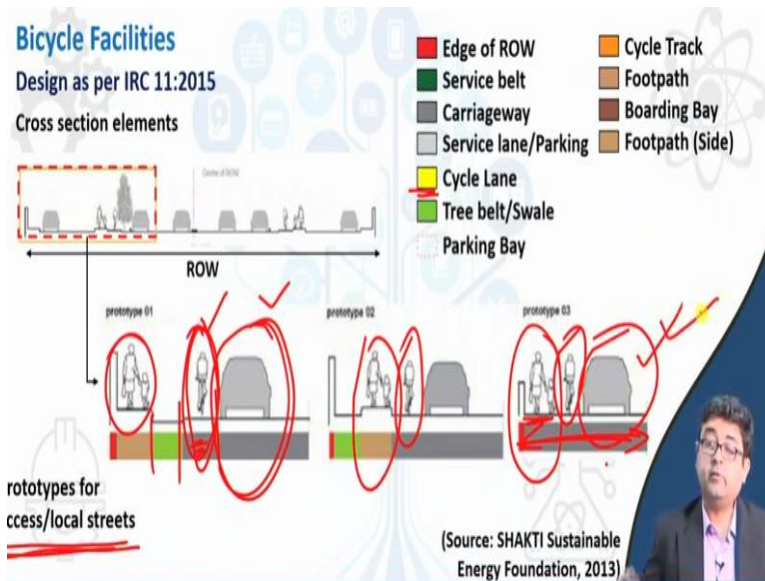 Bicycle Facilities
Design as per IRC 11:2015
Cross section elements
Centre of ROW
ROW
Edge of ROW
Service belt
Carriageway
Service lane/Parking
Cycle Lane
Tree belt/Swale
Parking Bay
Cycle Track
Footpath
Boarding Bay
Footpath (Side)
prototype 01
prototype 02
prototype 03
rototypes for
ccess/local streets
(Source: SHAKTI Sustainable
Energy Foundation, 2013)